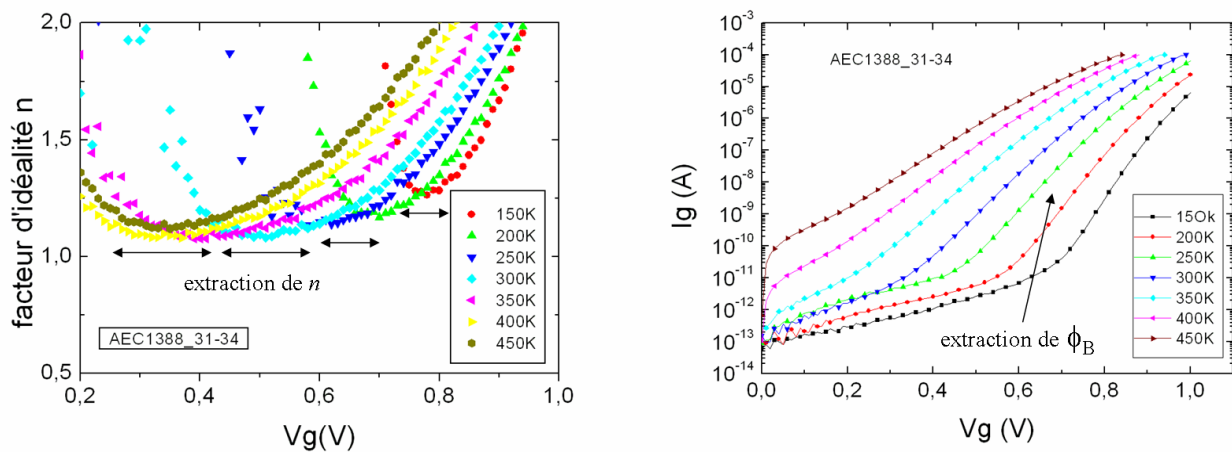 2,0
1,5
1,0
0,5
facteur d'idéalité n
0,2
0,4
0,6
0,8
1,0
Vg(V)
extraction de n
AEC1388_31-34
150K
200K
250K
300K
350K
400K
450K
10-3
10-4
10-5
10-6
10-7
10-8
10-9
10-10
10-11
10-12
10-13
10-14
Ig (A)
0,0
0,2
0,4
0,6
0,8
1,0
Vg (V)
AEC1388_31-34
extraction de ϕB
15Ok
200K
250K
300K
350K
400K
450K